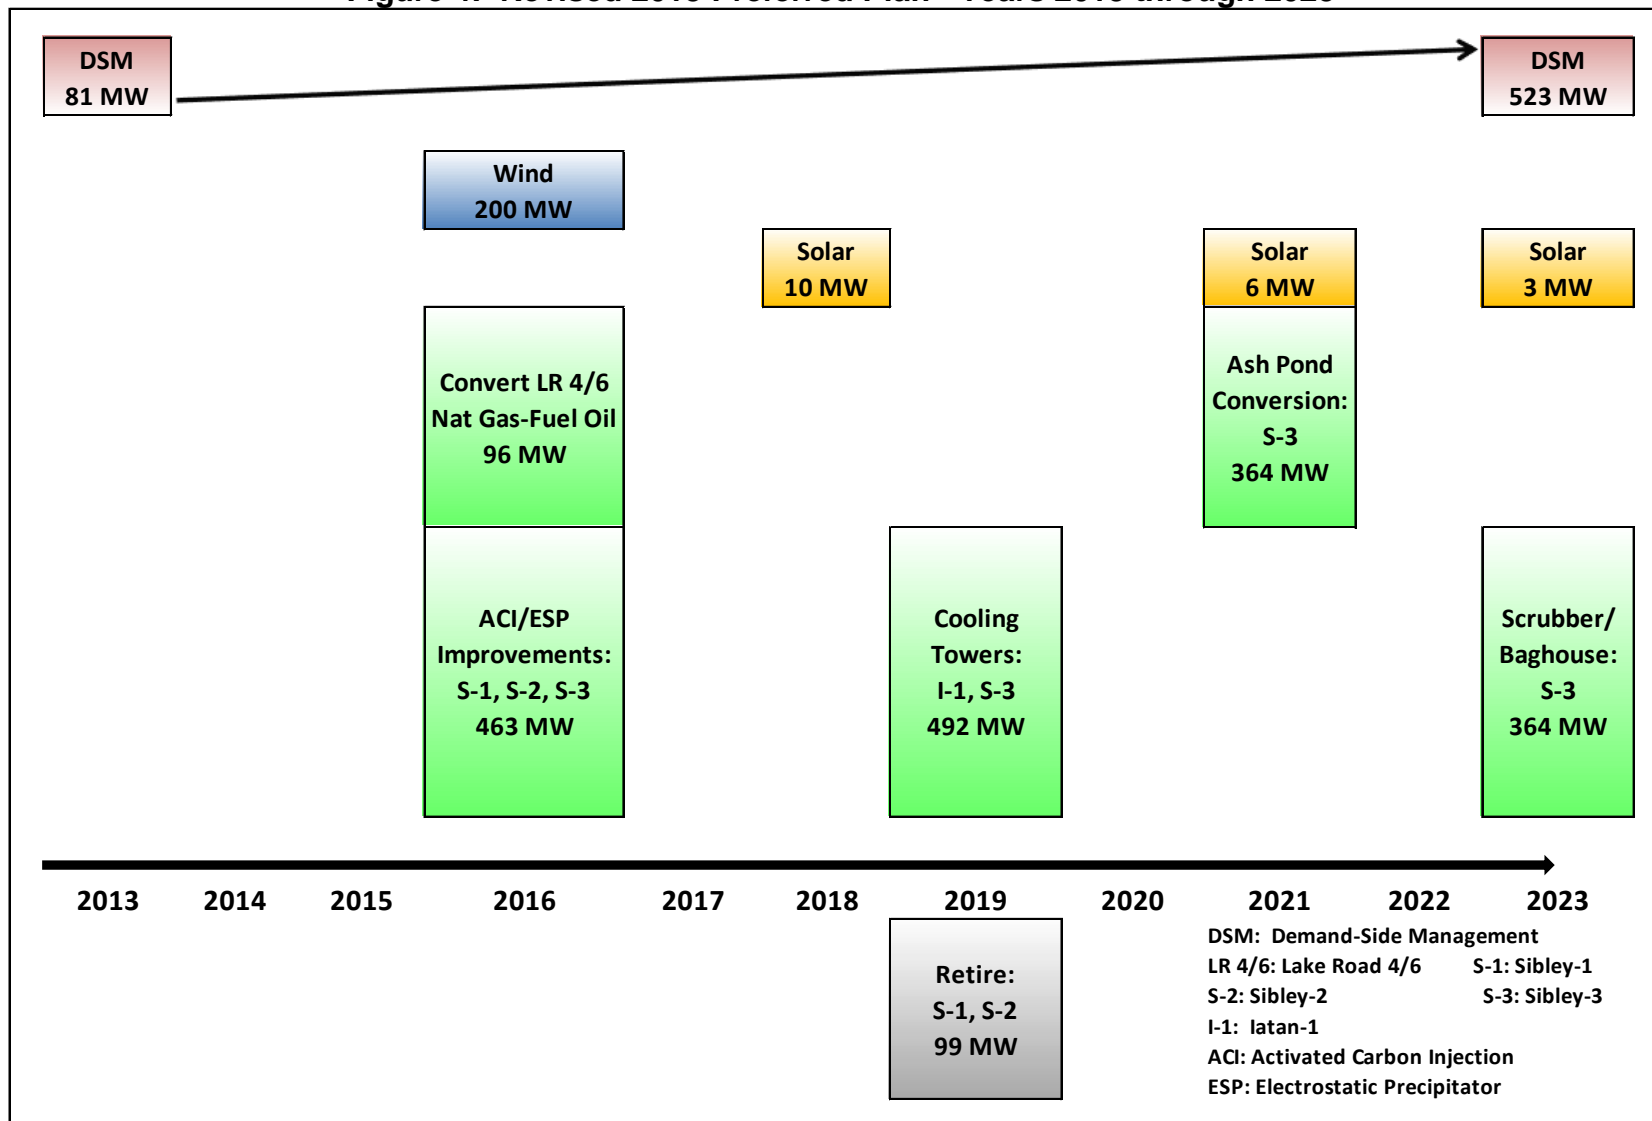 DSM
81 MW
DSM
523 MW
Wind
200 MW
Solar
10 MW
Solar
6 MW
Solar
3 MW
Convert LR 4/6
Nat Gas-Fuel Oil
96 MW
Ash Pond
Conversion:
S-3
364 MW
ACI/ESP
Improvements:
S-1, S-2, S-3
463 MW
Cooling
Towers:
I-1, S-3
492 MW
Scrubber/
Baghouse:
S-3
364 MW
2013 2014 2015 2016 2017 2018 2019 2020 2021 2022 2023
Retire:
S-1, S-2
99 MW
DSM: Demand-Side Management
LR 4/6: Lake Road 4/6 S-1: Sibley-1
S-2: Sibley-2 S-3: Sibley-3
I-1: Iatan-1
ACI: Activated Carbon Injection
ESP: Electrostatic Precipitator